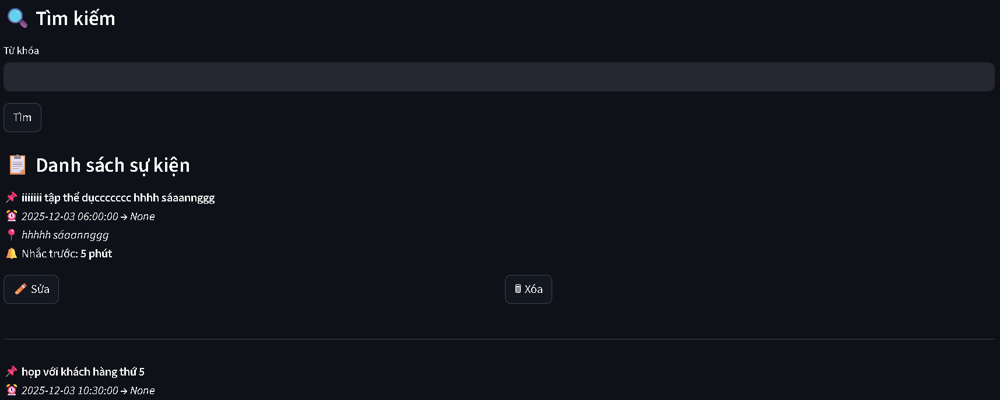 Tìm kiếm
Từ khóa
Tìm
Danh sách sự kiện
iiiiiii tập thể dụccccccc hhhh sáaannggg
2025-12-03 06:00:00 → None
hhhhh sáaannggg
Nhắc trước: 5 phút
Sửa
Xóa
họp với khách hàng thứ 5
2025-12-03 10:30:00 → None